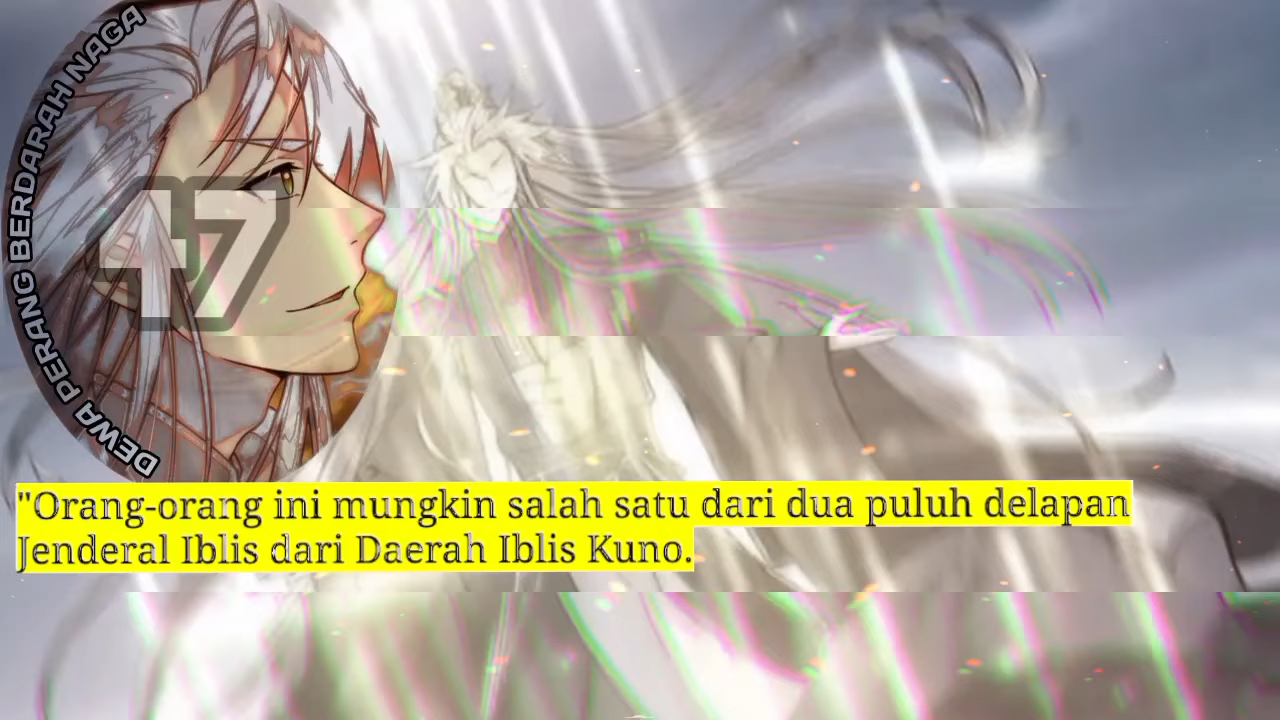 DEWA PERANG BERDARAH NAGA
47
"Orang-orang ini mungkin salah satu dari dua puluh delapan
Jenderal Iblis dari Daerah Iblis Kuno.